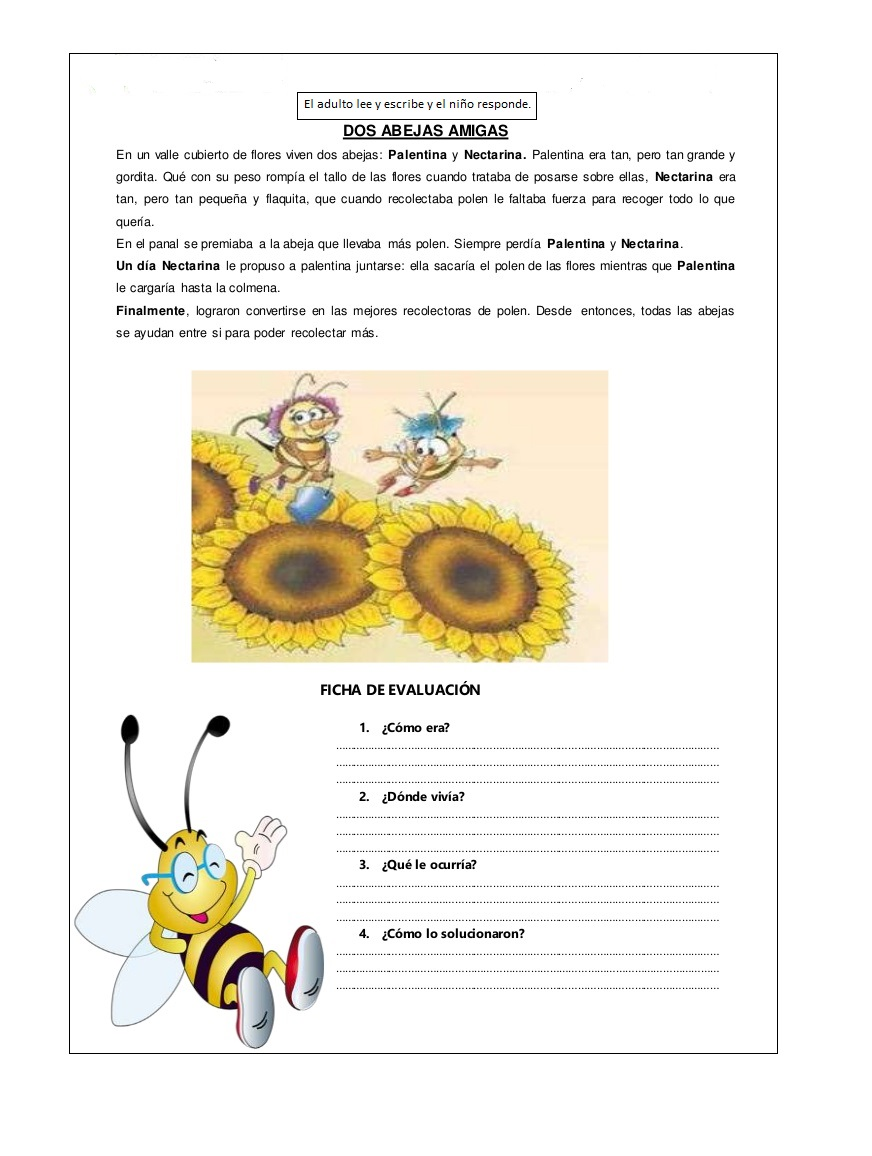 El adulto lee y escribe y el niño responde.
DOS ABEJAS AMIGAS
En un valle cubierto de flores viven dos abejas: Palentina y Nectarina. Palentina era tan, pero tan grande y
gordita. Qué con su peso rompía el tallo de las flores cuando trataba de posarse sobre ellas, Nectarina era
tan, pero tan pequeña y flaquita, que cuando recolectaba polen le faltaba fuerza para recoger todo lo que
quería.
En el panal se premiaba a la abeja que llevaba más polen. Siempre perdía Palentina y Nectarina.
Un día Nectarina le propuso a palentina juntarse: ella sacaría el polen de las flores mientras que Palentina
le cargaría hasta la colmena.
Finalmente, lograron convertirse en las mejores recolectoras de polen. Desde entonces, todas las abejas
se ayudan entre si para poder recolectar más.
FICHA DE EVALUACIÓN
1. ¿Cómo era?
2. ¿Dónde vivía?
3. ¿Qué le ocurría?
4. ¿Cómo lo solucionaron?